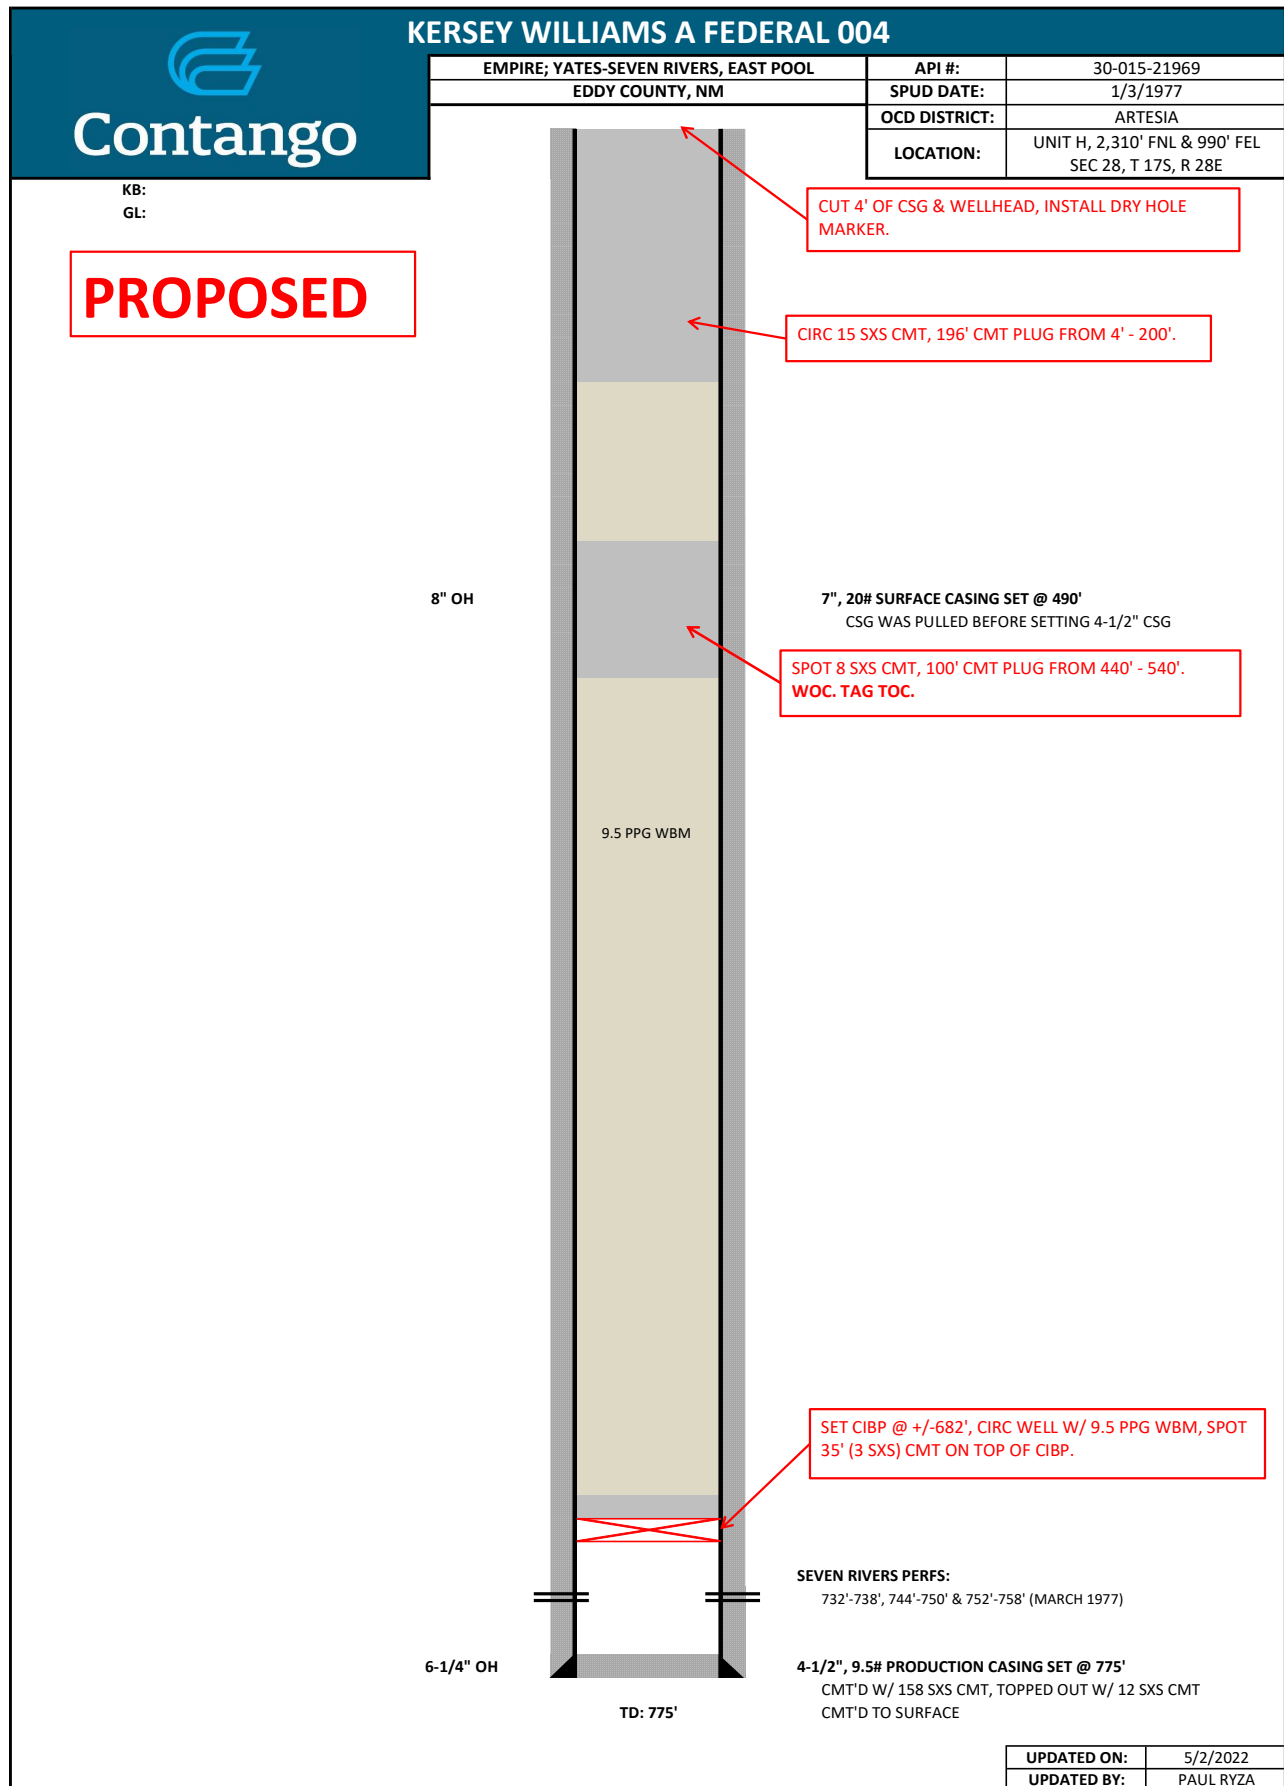 KERSEY WILLIAMS A FEDERAL 004
Contango
EMPIRE; YATES-SEVEN RIVERS, EAST POOL
EDDY COUNTY, NM
API #: 30-015-21969
SPUD DATE: 1/3/1977
OCD DISTRICT: ARTESIA
LOCATION: UNIT H, 2,310' FNL & 990' FEL
SEC 28, T 17S, R 28E
KB:
GL:
PROPOSED
CUT 4' OF CSG & WELLHEAD, INSTALL DRY HOLE
MARKER.
CIRC 15 SXS CMT, 196' CMT PLUG FROM 4' - 200'.
8" OH
7", 20# SURFACE CASING SET @ 490'
CSG WAS PULLED BEFORE SETTING 4-1/2" CSG
SPOT 8 SXS CMT, 100' CMT PLUG FROM 440' - 540'.
WOC. TAG TOC.
9.5 PPG WBM
SET CIBP @ +/-682', CIRC WELL W/ 9.5 PPG WBM, SPOT
35' (3 SXS) CMT ON TOP OF CIBP.
SEVEN RIVERS PERFS:
732'-738', 744'-750' & 752'-758' (MARCH 1977)
6-1/4" OH
4-1/2", 9.5# PRODUCTION CASING SET @ 775'
CMT'D W/ 158 SXS CMT, TOPPED OUT W/ 12 SXS CMT
CMT'D TO SURFACE
TD: 775'
UPDATED ON: 5/2/2022
UPDATED BY: PAUL RYZA